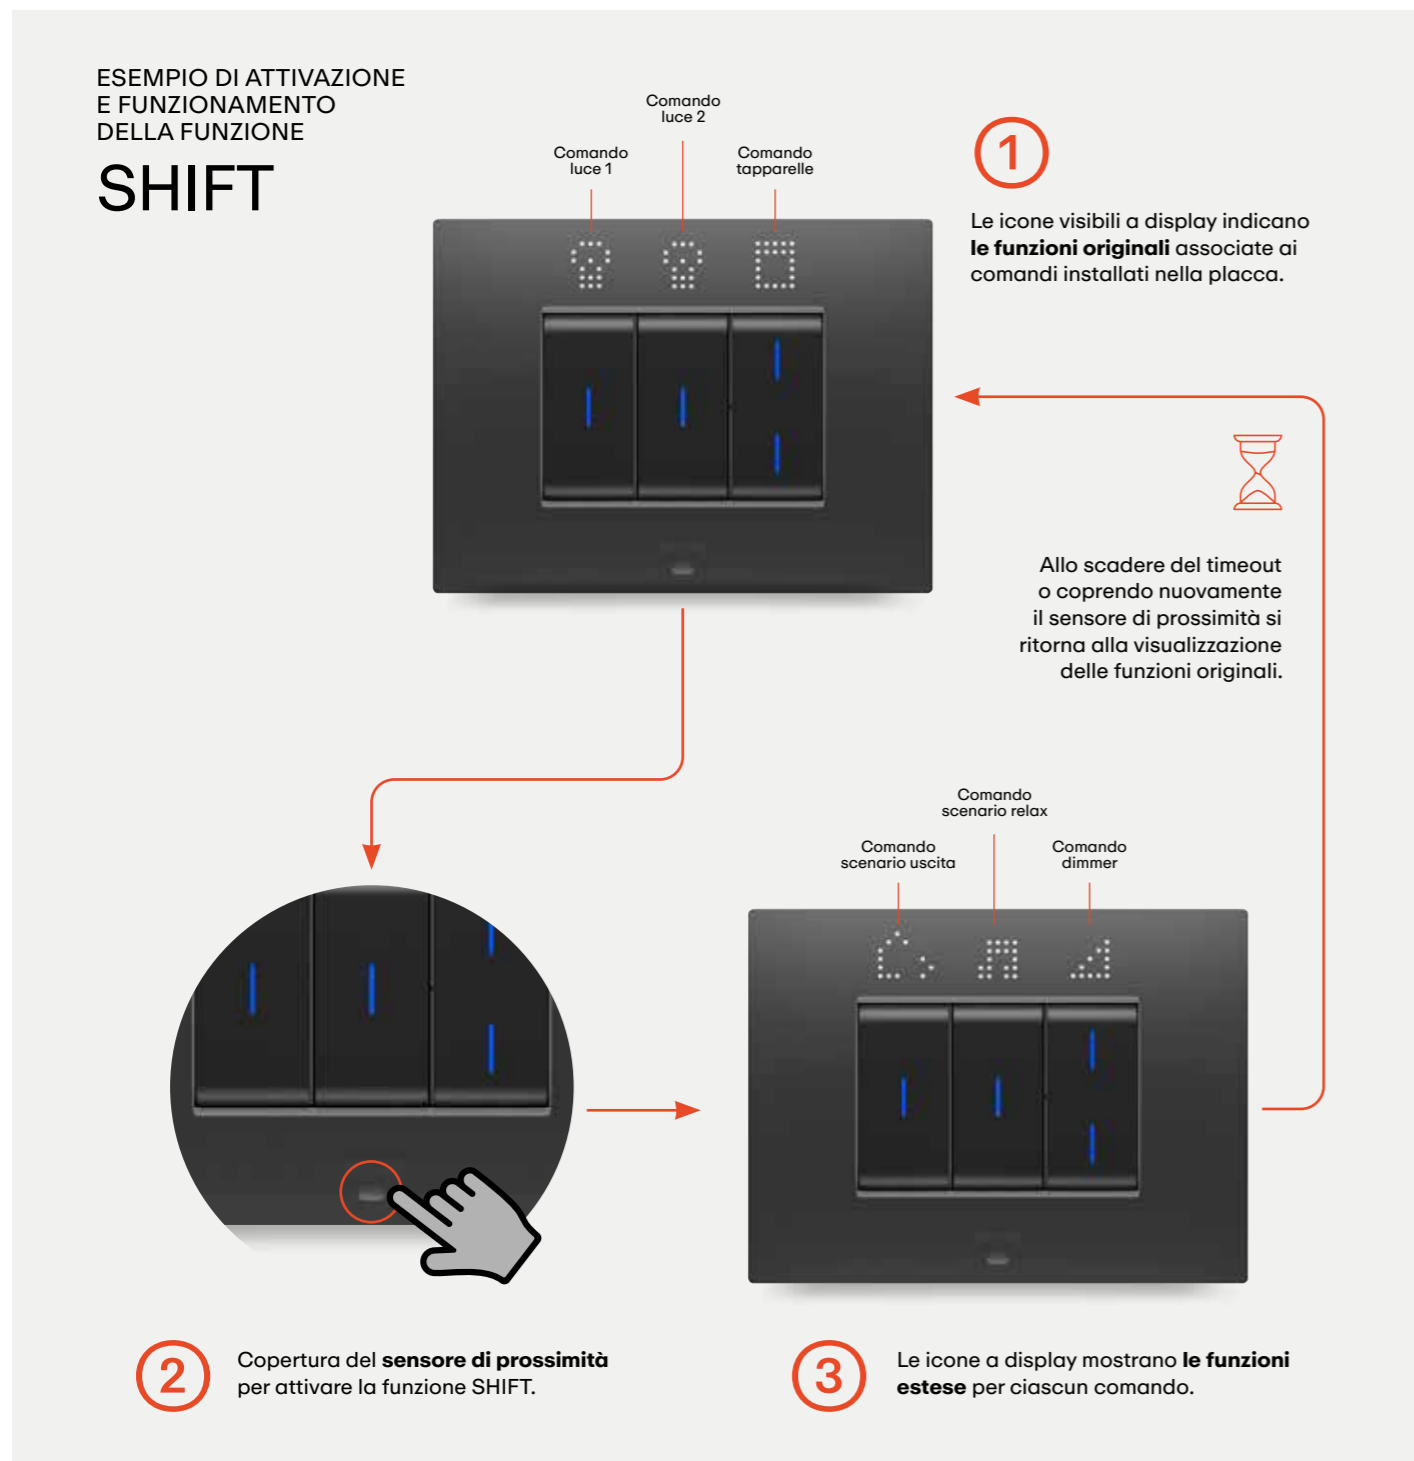 ESEMPIO DI ATTIVAZIONE
E FUNZIONAMENTO
DELLA FUNZIONE
SHIFT
Comando
luce 1
Comando
luce 2
Comando
tapparelle
1
Le icone visibili a display indicano
le funzioni originali associate ai
comandi installati nella placca.
Allo scadere del timeout
o coprendo nuovamente
il sensore di prossimità si
ritorna alla visualizzazione
delle funzioni originali.
Comando
scenario uscita
Comando
scenario relax
Comando
dimmer
2
Copertura del sensore di prossimità
per attivare la funzione SHIFT.
3
Le icone a display mostrano le funzioni
estese per ciascun comando.